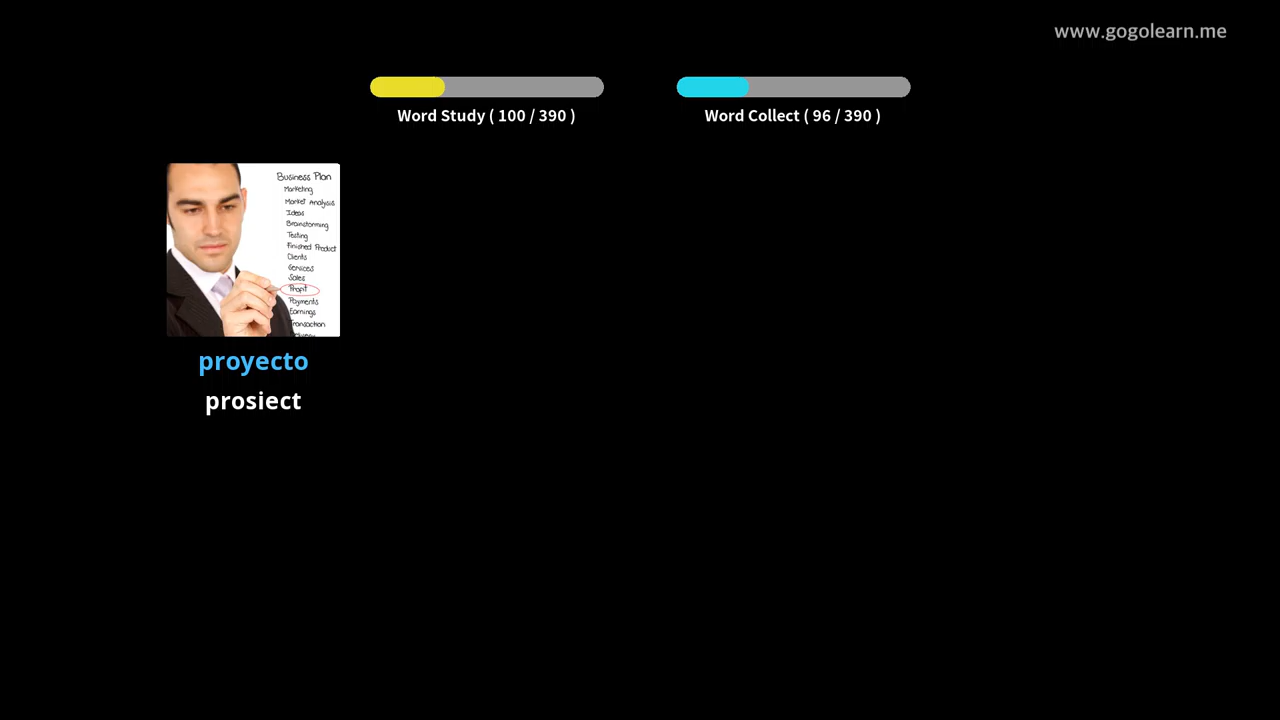 www.gogolearn.me
Word Study ( 100 / 390 )
Word Collect ( 96 / 390 )
Business Plan
Marketing
Market Analysis
Ideas
Brainstorming
Testing
Finished Product
Clients
Services
Sales
Profit
Payments
Earnings
Transaction
Delivery
proyecto
prosiect